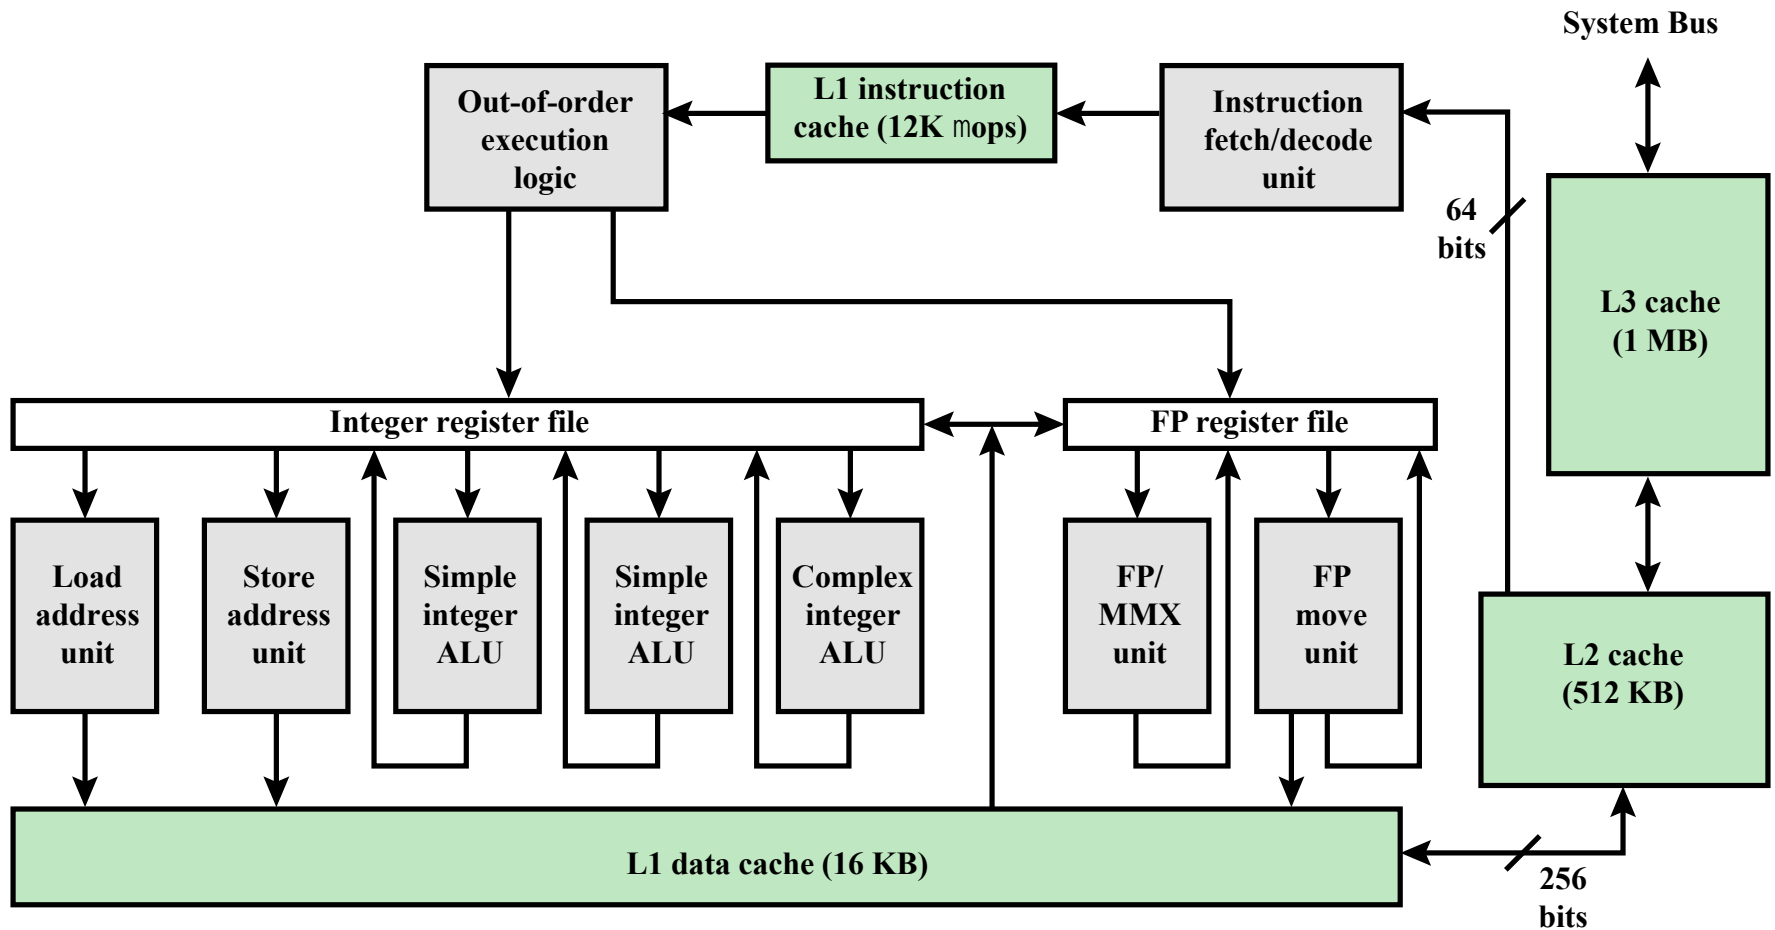 System Bus
Out-of-order
execution
logic
L1 instruction
cache (12K mops)
Instruction
fetch/decode
unit
64
bits
L3 cache
(1 MB)
Integer register file
FP register file
Load
address
unit
Store
address
unit
Simple
integer
ALU
Simple
integer
ALU
Complex
integer
ALU
FP/
MMX
unit
FP
move
unit
L2 cache
(512 KB)
L1 data cache (16 KB)
256
bits